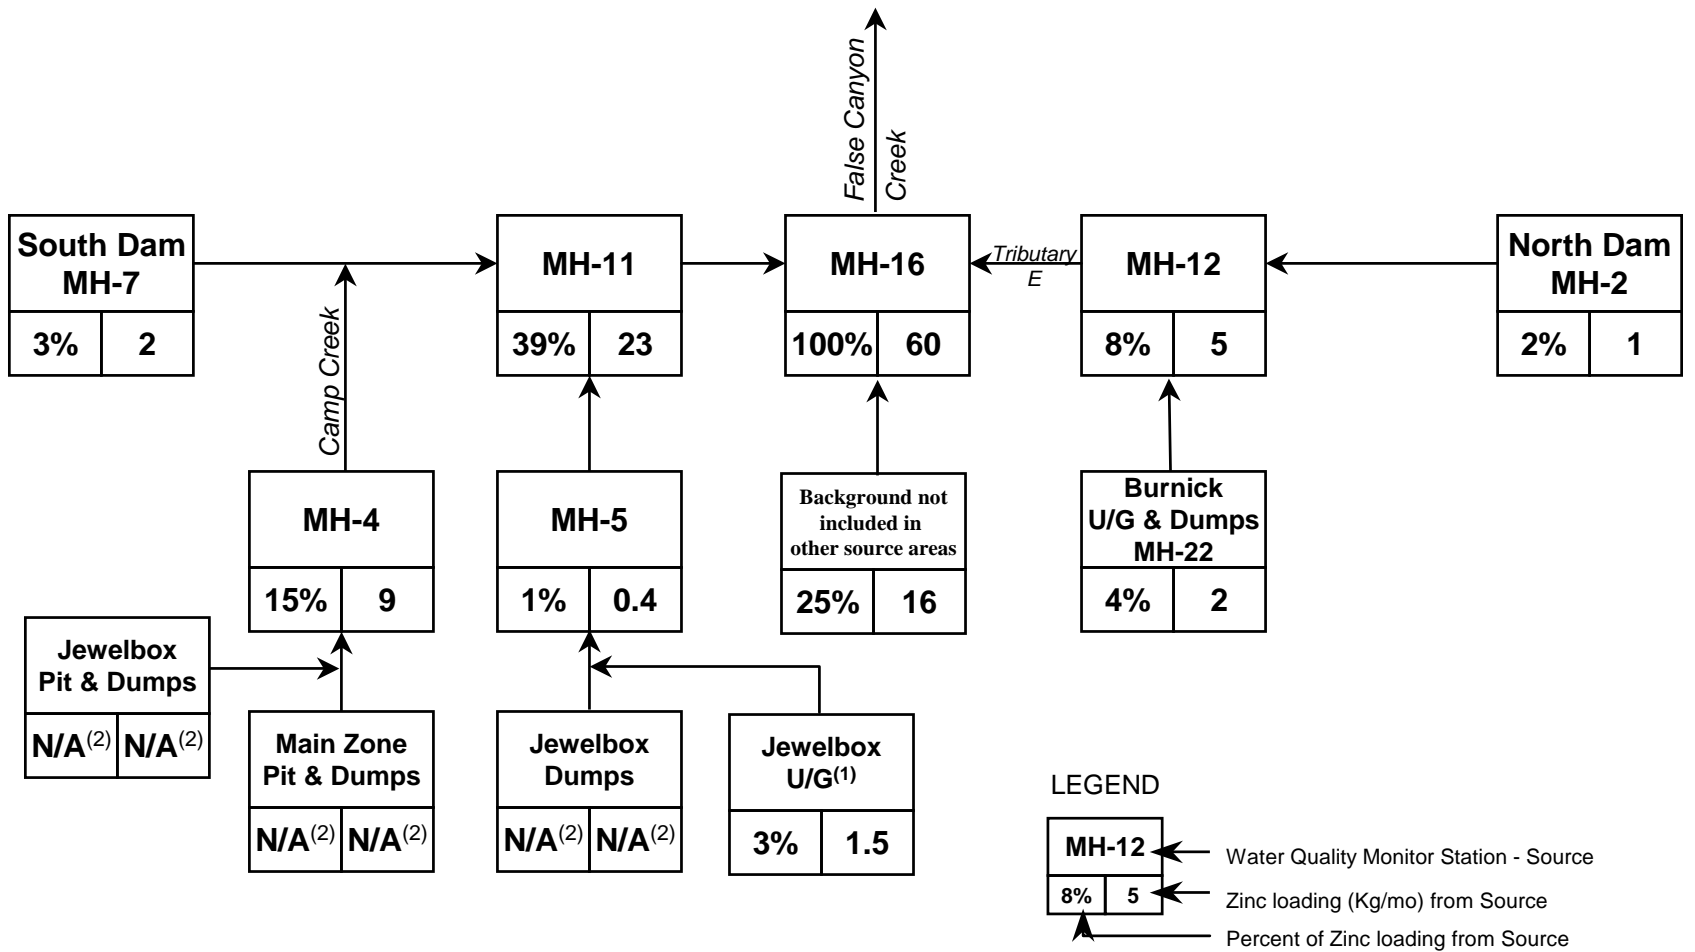 False Canyon
Creek
South Dam
MH-7
3% 2
MH-11
39% 23
MH-16
100% 60
Tributary
E
MH-12
8% 5
North Dam
MH-2
2% 1
Camp Creek
MH-4
15% 9
MH-5
1% 0.4
Background not
included in
other source areas
25% 16
Burnick
U/G & Dumps
MH-22
4% 2
Jewelbox
Pit & Dumps
N/A(2) N/A(2)
Main Zone
Pit & Dumps
N/A(2) N/A(2)
Jewelbox
Dumps
N/A(2) N/A(2)
Jewelbox
U/G(1)
3% 1.5
LEGEND
MH-12
8% 5
Water Quality Monitor Station - Source
Zinc loading (Kg/mo) from Source
Percent of Zinc loading from Source